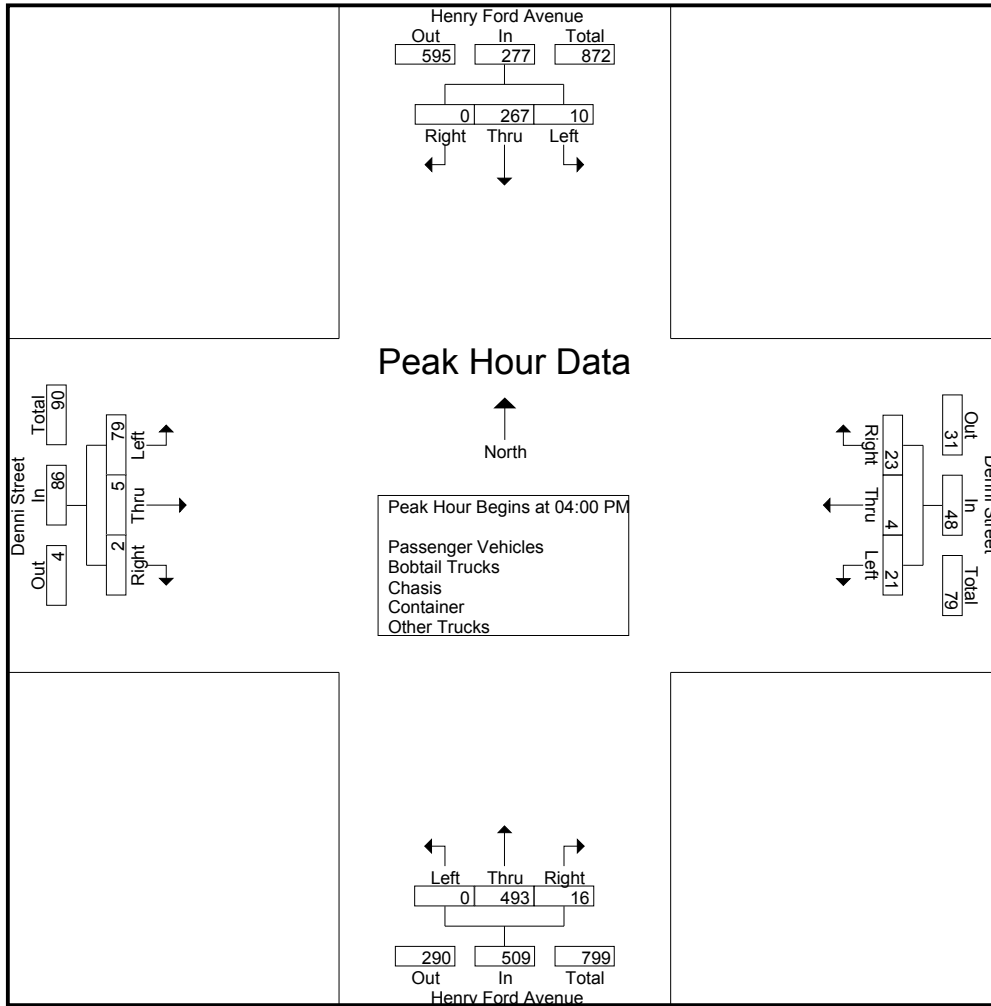 Henry Ford Avenue
Out In Total
595 277 872
0 267 10
Right Thru Left
Peak Hour Data
North
Peak Hour Begins at 04:00 PM
Passenger Vehicles
Bobtail Trucks
Chasis
Container
Other Trucks
Denni Street
Out In Total
4 86 90
Right Thru Left
2 5 79
Denni Street
Out In Total
31 48 79
Right Thru Left
23 4 21
Left Thru Right
0 493 16
290 509 799
Out In Total
Henry Ford Avenue